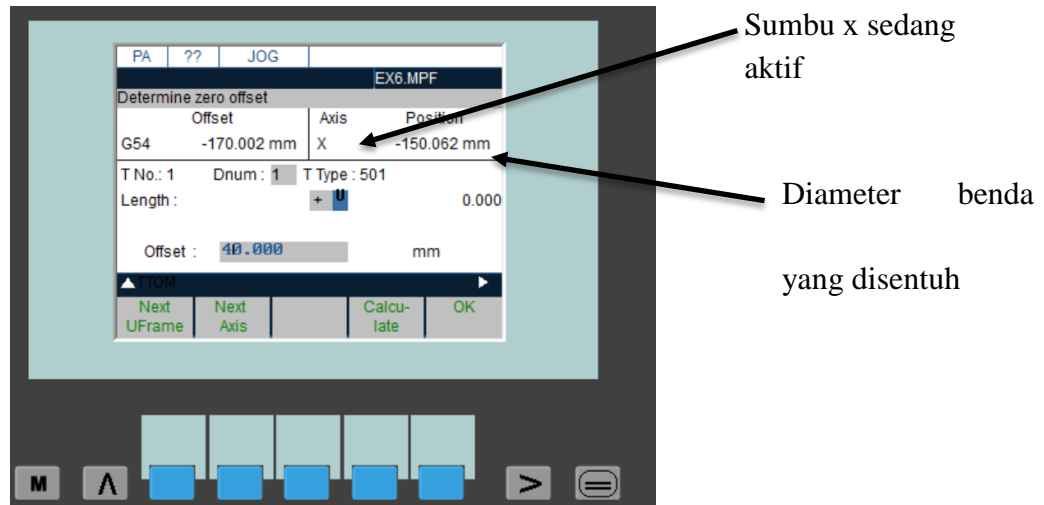 Sumbu x sedang
aktif
PA ?? JOG
EX6.MPF
Determine zero offset
Offset Axis Position
G54 -170.002 mm X -150.062 mm
T No.: 1 Dnum : 1 T Type : 501
Length : + U 0.000
Offset : 40.000 mm
TTOM
Next Next Calcu- OK
UFrame Axis late
Diameter benda
yang disentuh
M Λ >